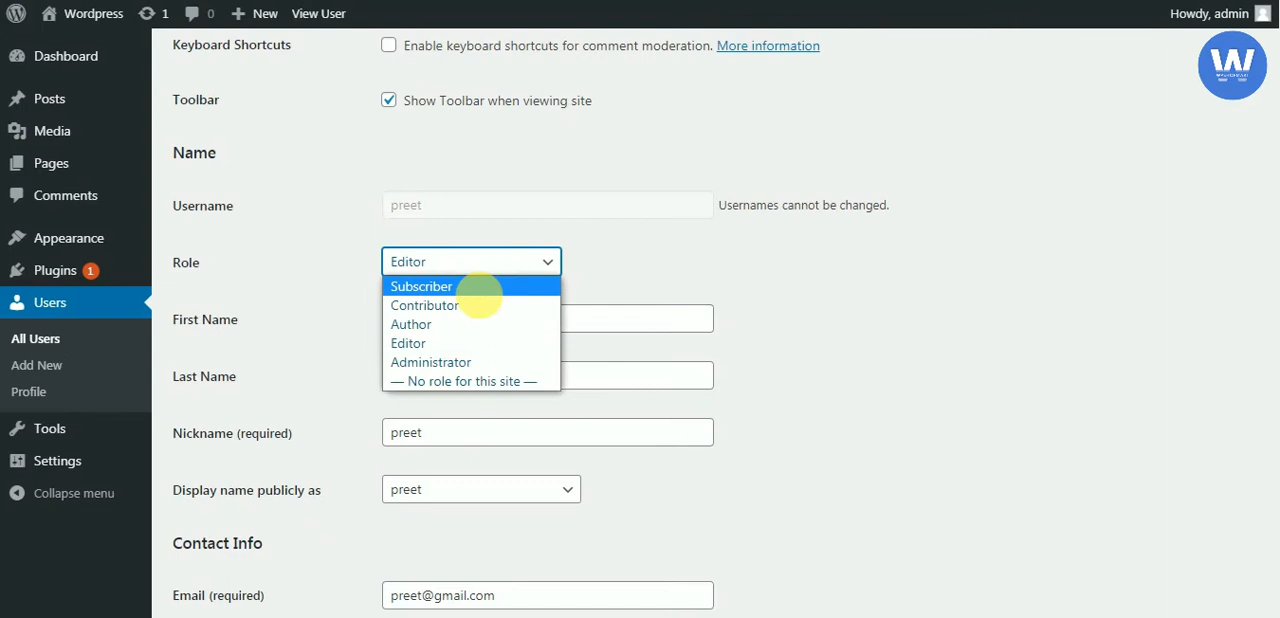 WordPress 1 0 New View User Howdy, admin
Dashboard
Posts
Media
Pages
Comments
Appearance
Plugins 1
Users
All Users
Add New
Profile
Tools
Settings
Collapse menu
Keyboard Shortcuts Enable keyboard shortcuts for comment moderation. More information
Toolbar Show Toolbar when viewing site
Name
Username preet Usernames cannot be changed.
Role Editor
Subscriber
Contributor
Author
Editor
Administrator
— No role for this site —
First Name
Last Name
Nickname (required) preet
Display name publicly as preet
Contact Info
Email (required) preet@gmail.com
W